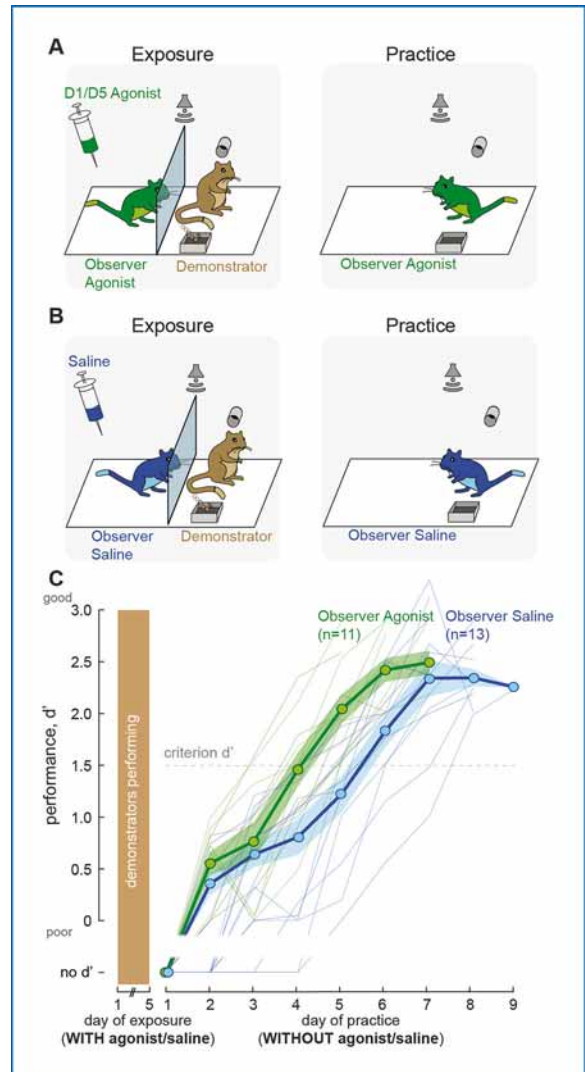 A
Exposure
Practice
D1/D5 Agonist
Observer
Agonist
Demonstrator
Observer Agonist
B
Exposure
Practice
Saline
Observer
Saline
Demonstrator
Observer Saline
C
good
3.0
2.5
2.0
1.5
1.0
0.5
0
poor
no d'
performance, d'
demonstrators performing
Observer Agonist
(n=11)
Observer Saline
(n=13)
criterion d'
1 5
1 2 3 4 5 6 7 8 9
day of exposure
(WITH agonist/saline)
day of practice
(WITHOUT agonist/saline)